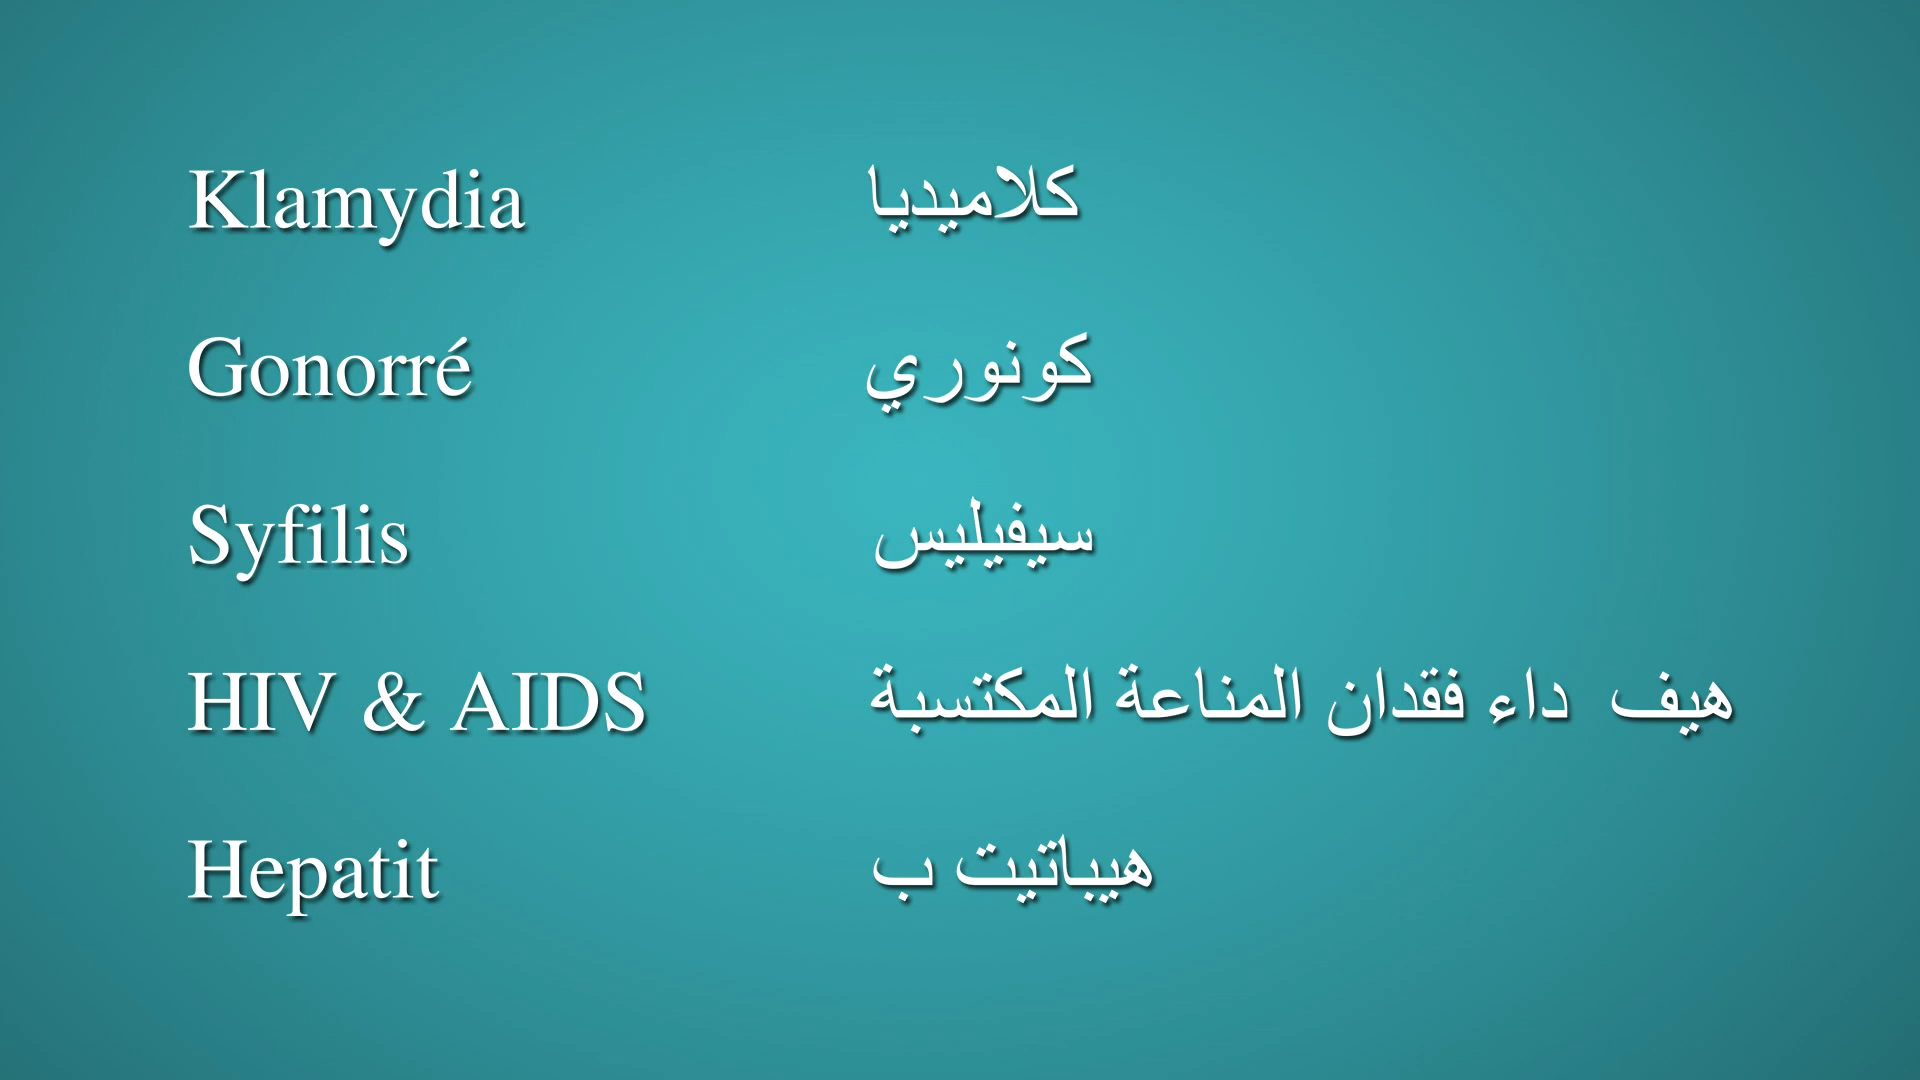 Klamydia كلاميديا
Gonorré كونوري
Syfilis سيفيليس
HIV & AIDS هيف داء فقدان المناعة المكتسبة
Hepatit هيباتيت ب